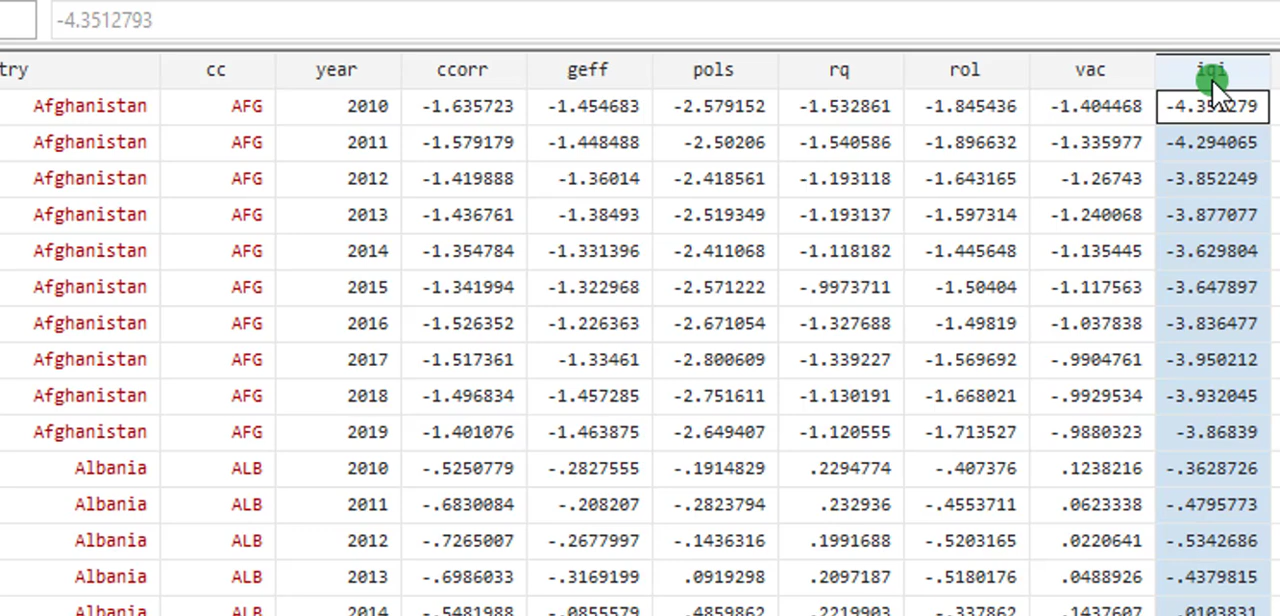 -4.3512793
try cc year ccorr geff pols rq rol vac iqi
Afghanistan AFG 2010 -1.635723 -1.454683 -2.579152 -1.532861 -1.845436 -1.404468
Afghanistan AFG 2011 -1.579179 -1.448488 -2.50206 -1.540586 -1.896632 -1.335977 -4.294065
Afghanistan AFG 2012 -1.419888 -1.36014 -2.418561 -1.193118 -1.643165 -1.26743 -3.852249
Afghanistan AFG 2013 -1.436761 -1.38493 -2.519349 -1.193137 -1.597314 -1.240068 -3.877077
Afghanistan AFG 2014 -1.354784 -1.331396 -2.411068 -1.118182 -1.445648 -1.135445 -3.629804
Afghanistan AFG 2015 -1.341994 -1.322968 -2.571222 -.9973711 -1.50404 -1.117563 -3.647897
Afghanistan AFG 2016 -1.526352 -1.226363 -2.671054 -1.327688 -1.49819 -1.037838 -3.836477
Afghanistan AFG 2017 -1.517361 -1.33461 -2.800609 -1.339227 -1.569692 -.9904761 -3.950212
Afghanistan AFG 2018 -1.496834 -1.457285 -2.751611 -1.130191 -1.668021 -.9929534 -3.932045
Afghanistan AFG 2019 -1.401076 -1.463875 -2.649407 -1.120555 -1.713527 -.9880323 -3.86839
Albania ALB 2010 -.5250779 -.2827555 -.1914829 .2294774 -.407376 .1238216 -.3628726
Albania ALB 2011 -.6830084 -.208207 -.2823794 .232936 -.4553711 .0623338 -.4795773
Albania ALB 2012 -.7265007 -.2677997 -.1436316 .1991688 -.5203165 .0220641 -.5342686
Albania ALB 2013 -.6986033 -.3169199 .0919298 .2097187 -.5180176 .0488926 -.4379815
Albania ALB 2014 -.5481988 -.0855579 .4859862 .2219903 -.337862 .1437607 .0103831